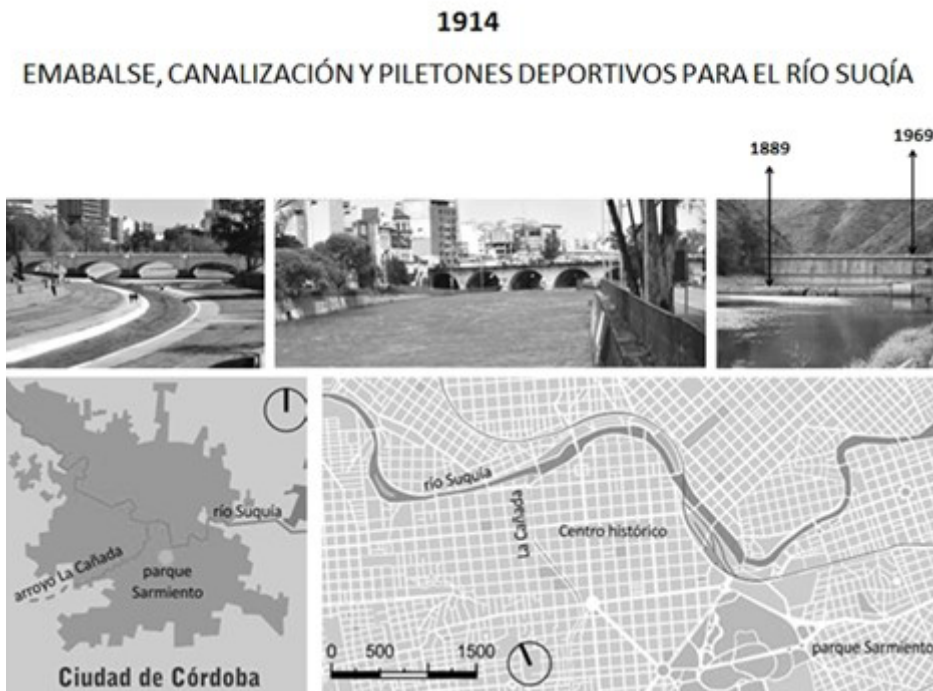 1914
EMABALSE, CANALIZACIÓN Y PILETONES DEPORTIVOS PARA EL RÍO SUQÍA
1889
1969
río Suquía
arroyo La Cañada
parque
Sarmiento
Ciudad de Córdoba
río Suquía
La Cañada
Centro histórico
parque Sarmiento
0 500 1500